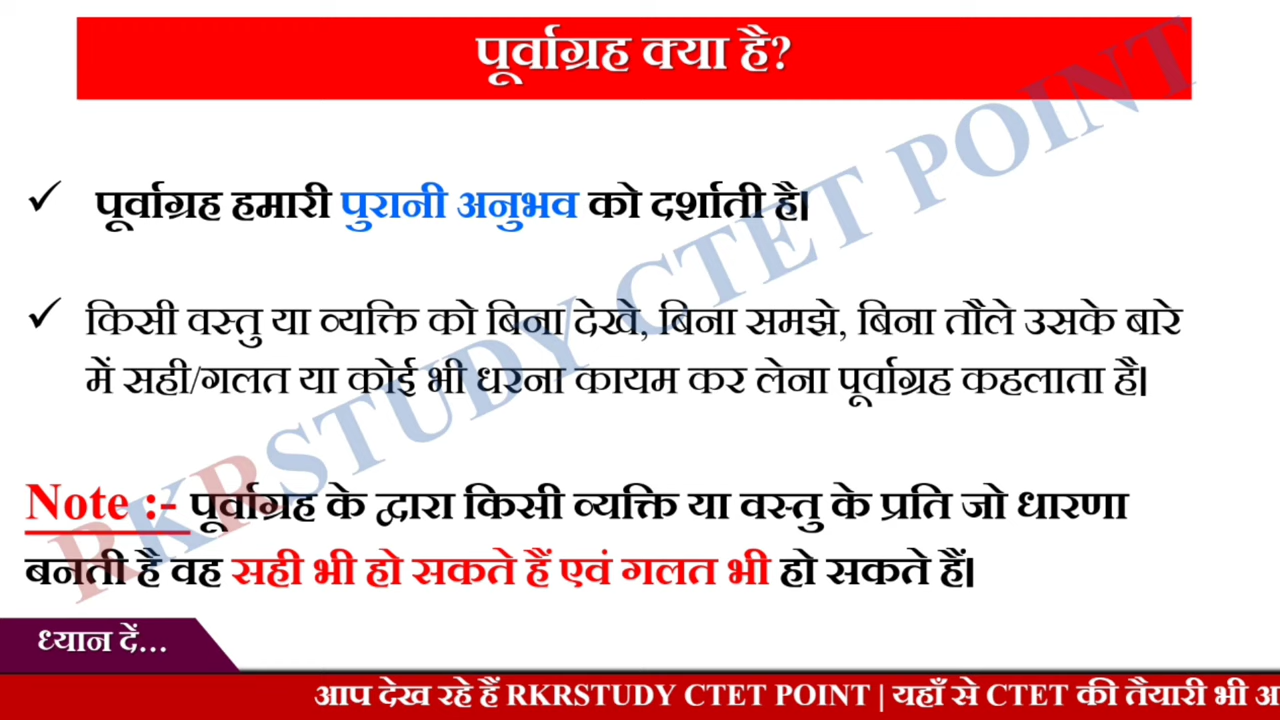 पूर्वाग्रह क्या है?
पूर्वाग्रह हमारी पुरानी अनुभव को दर्शाती है।
किसी वस्तु या व्यक्ति को बिना देखे, बिना समझे, बिना तौले उसके बारे
में सही/गलत या कोई भी धरना कायम कर लेना पूर्वाग्रह कहलाता है।
RKRSTUDY CTET POINT
Note :- पूर्वाग्रह के द्वारा किसी व्यक्ति या वस्तु के प्रति जो धारणा
बनती है वह सही भी हो सकते हैं एवं गलत भी हो सकते हैं।
ध्यान दें...
आप देख रहे हैं RKRSTUDY CTET POINT | यहाँ से CTET की तैयारी भी अ